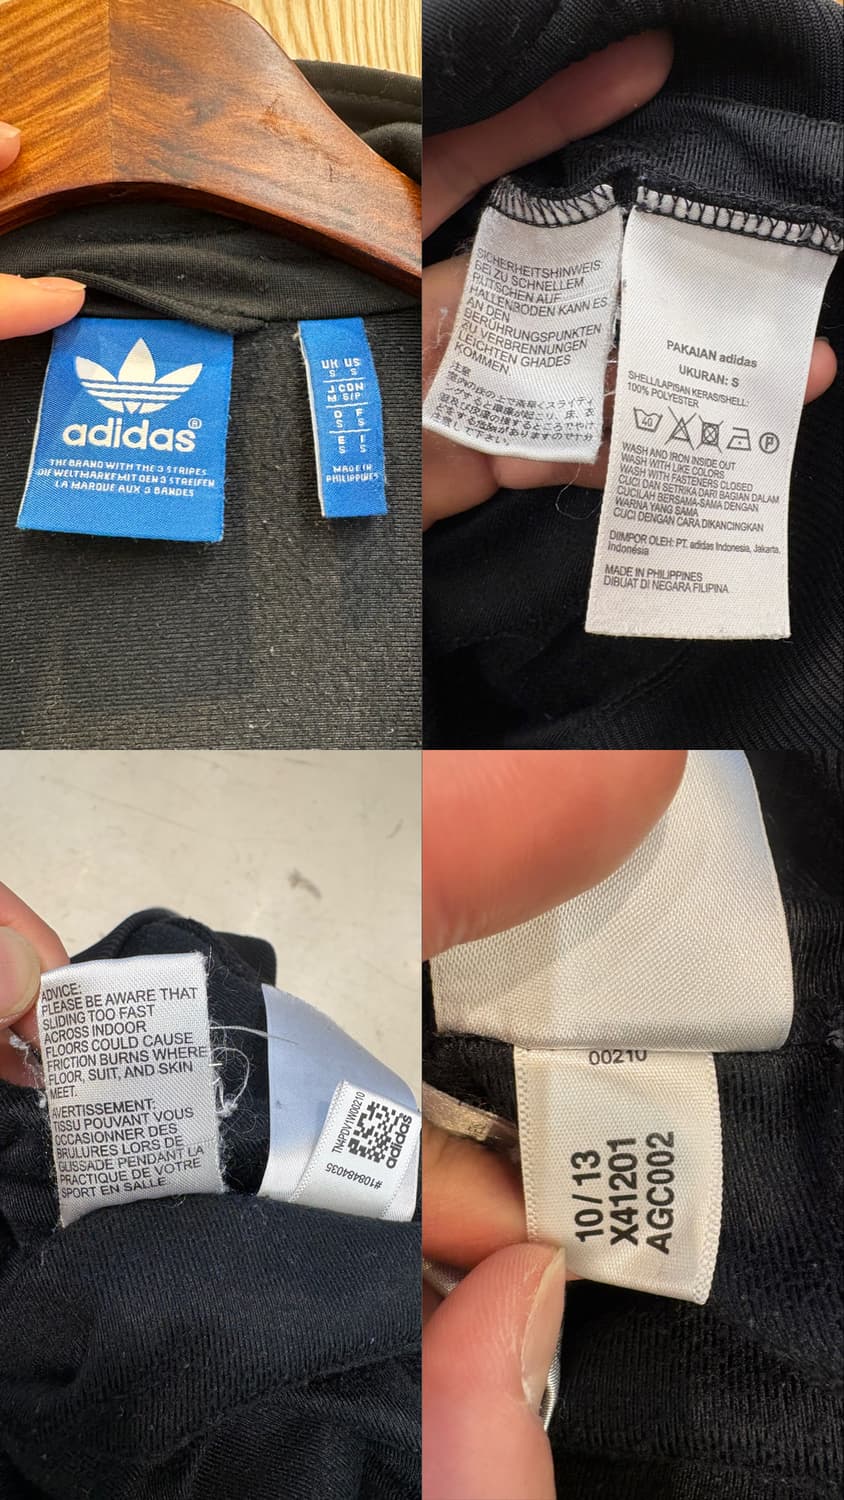 adidas®
THE BRAND WITH THE 3 STRIPES
DIE WELTMARKE MIT DEN 3 STREIFEN
LA MARQUE AUX 3 BANDES
UK US
S S
J CDN
M S/P
D F
S S
E I
S S
MADE IN
PHILIPPINES
SICHERHEITSHINWEIS:
BEI ZU SCHNELLEM
RUTSCHEN AUF
HALLENBODEN KANN ES
AN DEN
BERÜHRUNGSPUNKTEN
ZU VERBRENNUNGEN
LEICHTEN GHADES
KOMMEN.
注意
PAKAIAN adidas
UKURAN: S
SHELL/LAPISAN KERAS/SHELL:
100% POLYESTER
40
P
WASH AND IRON INSIDE OUT
WASH WITH LIKE COLORS
WASH WITH FASTENERS CLOSED
CUCI DAN SETRIKA DARI BAGIAN DALAM
CUCILAH BERSAMA-SAMA DENGAN
WARNA YANG SAMA
CUCI DENGAN CARA DIKANCINGKAN
DIIMPOR OLEH: PT. adidas Indonesia, Jakarta,
Indonesia
MADE IN PHILIPPINES
DIBUAT DI NEGARA FILIPINA
ADVICE:
PLEASE BE AWARE THAT
SLIDING TOO FAST
ACROSS INDOOR
FLOORS COULD CAUSE
FRICTION BURNS WHERE
FLOOR, SUIT, AND SKIN
MEET.
AVERTISSEMENT:
TISSU POUVANT VOUS
OCCASIONNER DES
BRULURES LORS DE
GLISSADE PENDANT LA
PRACTIQUE DE VOTRE
SPORT EN SALLE
TN4PDV1W00210
adidas
#108484035
00210
10/13
X41201
AGC002